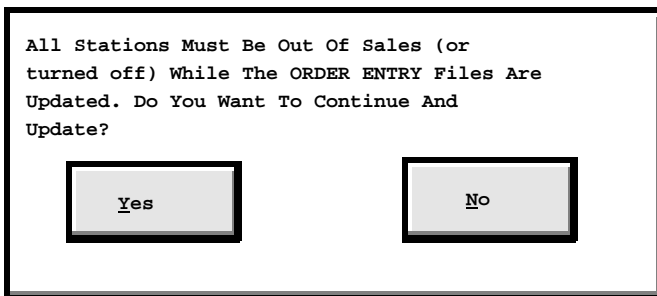 All Stations Must Be Out Of Sales (or
turned off) While The ORDER ENTRY Files Are
Updated. Do You Want To Continue And
Update?
Yes
No